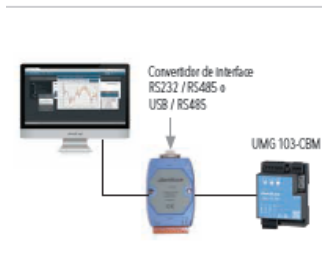 Convertidor de interface
RS232 / RS485 o
USB / RS485
UMG 103-CBM